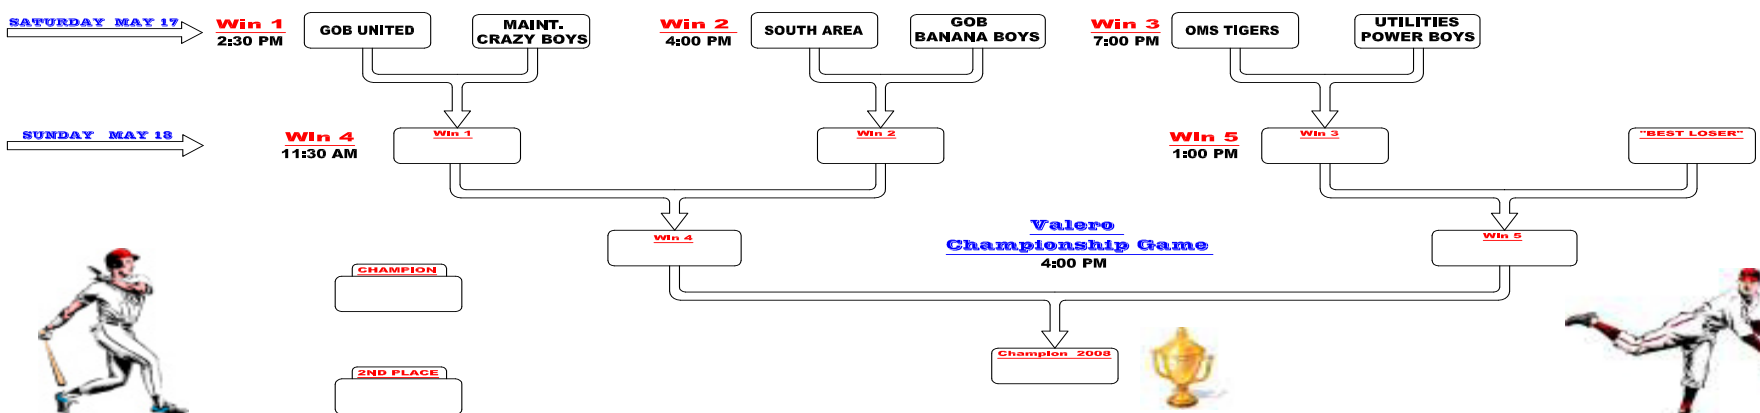 SATURDAY MAY 17
Win 1
2:30 PM
GOB UNITED
MAINT.
CRAZY BOYS
Win 2
4:00 PM
SOUTH AREA
GOB
BANANA BOYS
Win 3
7:00 PM
OMS TIGERS
UTILITIES
POWER BOYS
SUNDAY MAY 18
Win 4
11:30 AM
Win 1
Win 2
Win 5
1:00 PM
Win 3
"BEST LOSER"
Win 4
Valero
Championship Game
4:00 PM
Win 5
CHAMPION
Champion 2008
2ND PLACE